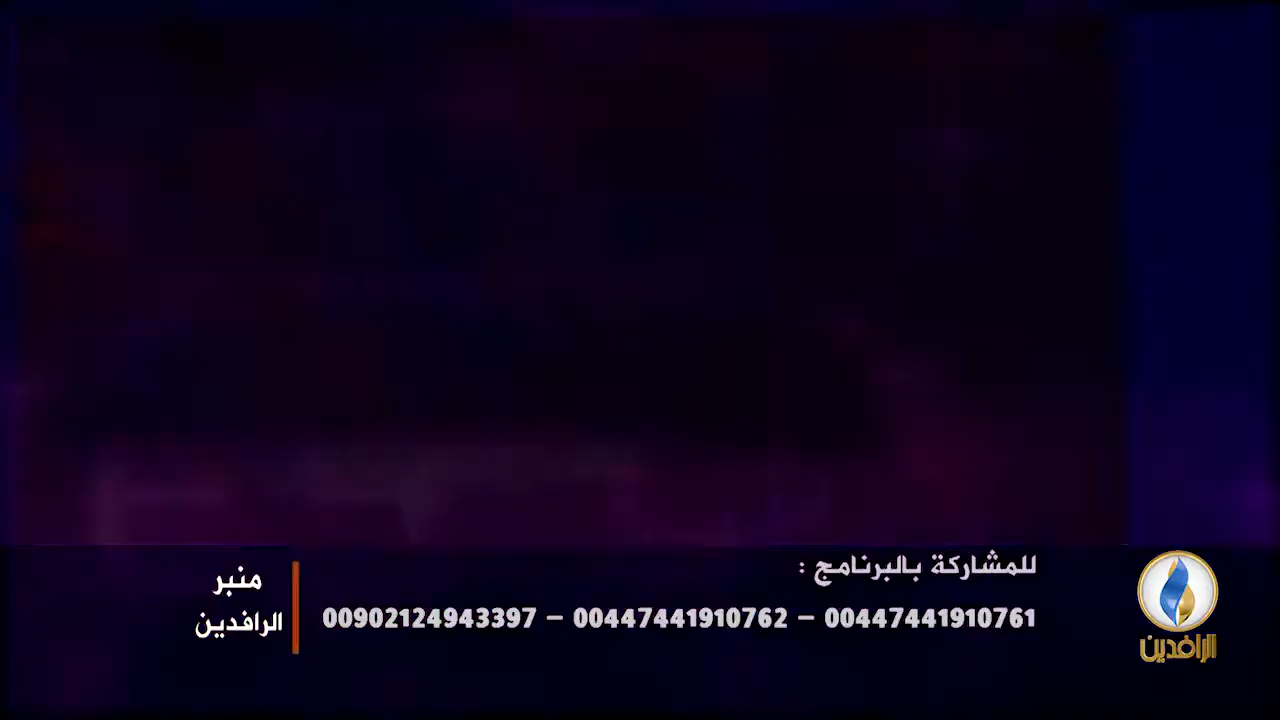 للمشاركة بالبرنامج :
00447441910761 – 00447441910762 – 00902124943397
منبر
الرافدين
الرافدين